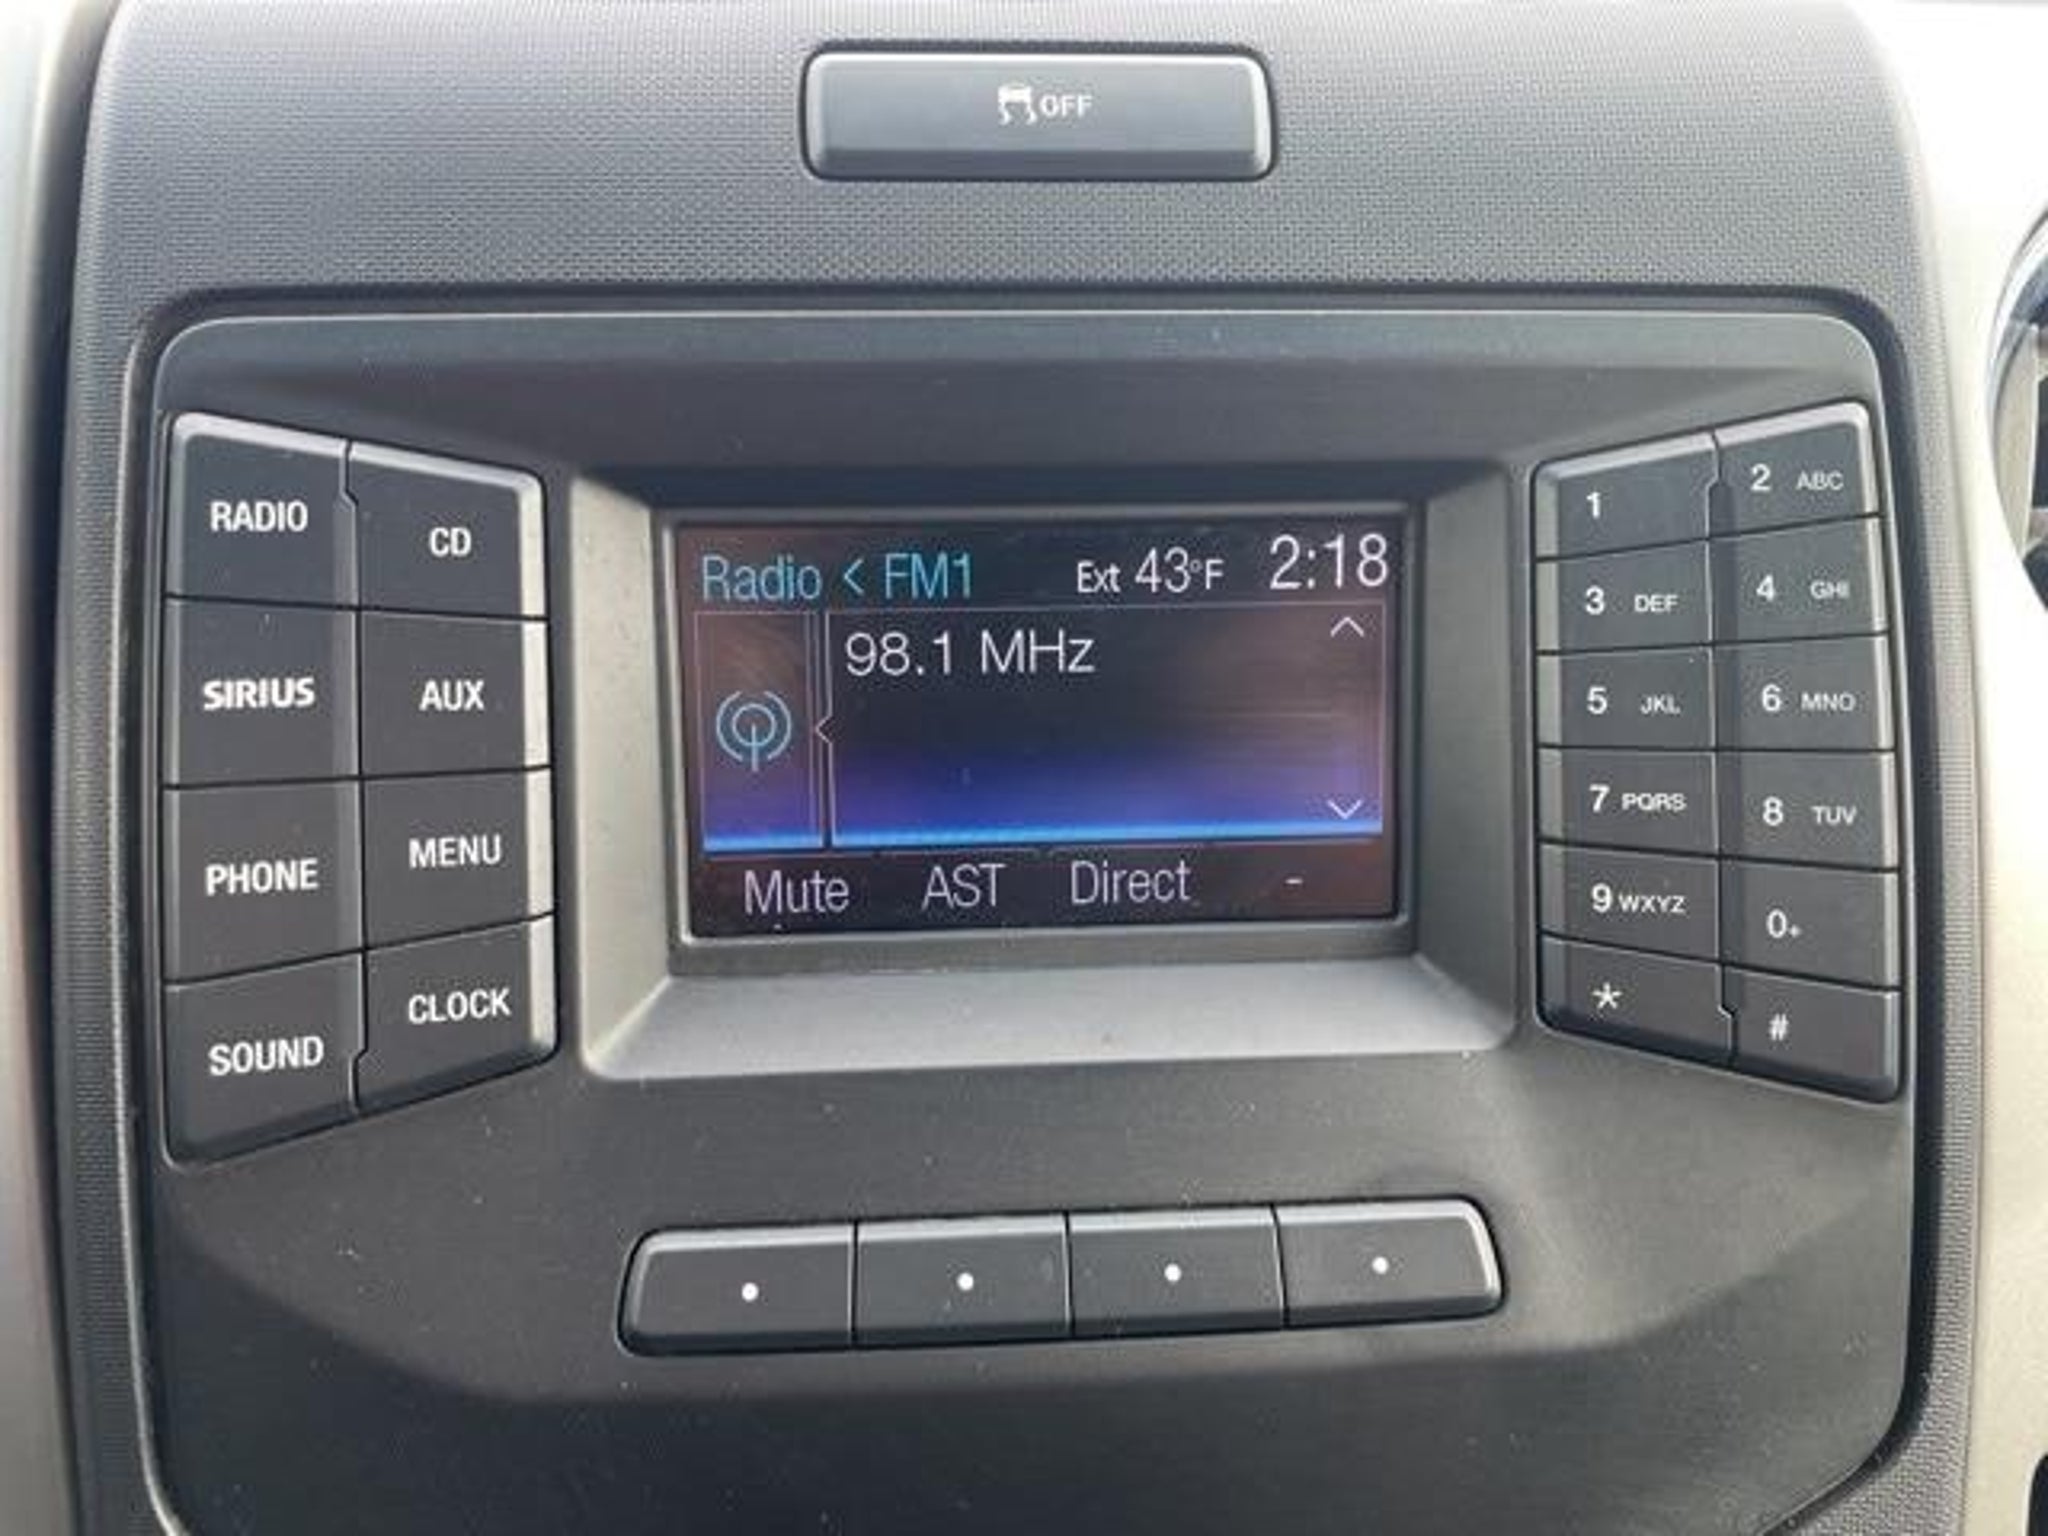 OFF
RADIO
CD
SIRIUS
AUX
PHONE
MENU
SOUND
CLOCK
Radio < FM1 Ext 43°F 2:18
98.1 MHz
Mute AST Direct -
1
2 ABC
3 DEF
4 GHI
5 JKL
6 MNO
7 PQRS
8 TUV
9 WXYZ
0+
*
#